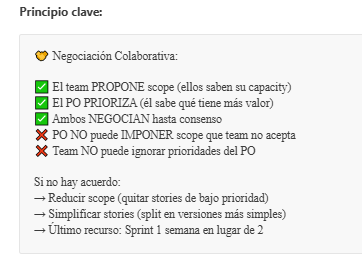 Principio clave:
🤝 Negociación Colaborativa:
✅ El team PROPONE scope (ellos saben su capacity)
✅ El PO PRIORIZA (él sabe qué tiene más valor)
✅ Ambos NEGOCIAN hasta consenso
❌ PO NO puede IMPONER scope que team no acepta
❌ Team NO puede ignorar prioridades del PO
Si no hay acuerdo:
→ Reducir scope (quitar stories de bajo prioridad)
→ Simplificar stories (split en versiones más simples)
→ Último recurso: Sprint 1 semana en lugar de 2